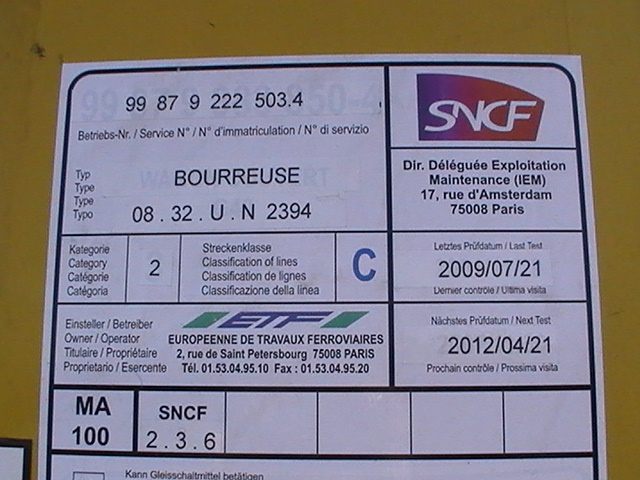 99 87 9 222 503.4
Betriebs-Nr. / Service N° / N° d'immatriculation / N° di servizio
Typ
Type
Type
Typo
BOURREUSE
08 . 32 . U . N 2394
SNCF
Dir. Déléguée Exploitation
Maintenance (IEM)
17, rue d'Amsterdam
75008 Paris
Kategorie
Category
Catégorie
Catégoria
2
Streckenklasse
Classification of lines
Classification de lignes
Classificazione della linea
C
Letztes Prüfdatum / Last Test
2009/07/21
Dernier contrôle / Ultima visita
Einsteller / Betreiber
Owner / Operator
Titulaire / Propriétaire
Proprietario / Esercente
ETF
EUROPEENNE DE TRAVAUX FERROVIAIRES
2, rue de Saint Petersbourg 75008 PARIS
Tél. 01.53.04.95.10 Fax : 01.53.04.95.20
Nächstes Prüfdatum / Next Test
2012/04/21
Prochain contrôle / Prossima visita
MA
100
SNCF
2 . 3 . 6
Kann Gleisschaltmittel betätigen